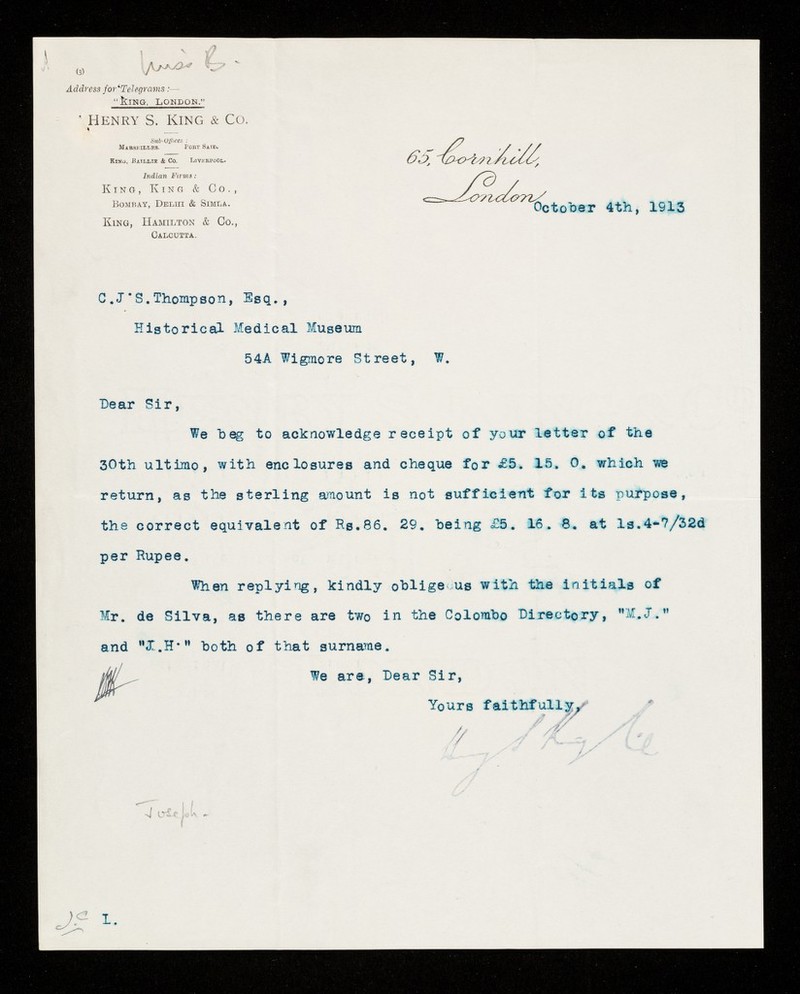 Miss B.
(1)
Address for Telegrams :—
"KING, LONDON."
HENRY S. KING & Co.
Sub-Offices :
MARSEILLES. PORT SAID.
KING, BAILLIE & Co. LIVERPOOL.
Indian Firms :
KING, KING & Co.,
BOMBAY, DELHI & SIMLA.
KING, HAMILTON & Co.,
CALCUTTA.
65, Cornhill,
London,
October 4th, 1913
C.J.S.Thompson, Esq.,
Historical Medical Museum
54A Wigmore Street, W.
Dear Sir,
We beg to acknowledge receipt of your letter of the
30th ultimo, with enclosures and cheque for £5. 15. 0. which we
return, as the sterling amount is not sufficient for its purpose,
the correct equivalent of Rs.86. 29. being £5. 16. 8. at 1s.4-7/32d
per Rupee.
When replying, kindly oblige us with the initials of
Mr. de Silva, as there are two in the Colombo Directory, "M.J."
and "J.H." both of that surname.
We are, Dear Sir,
Yours faithfully,
Henry S King & Co
Joseph.
I.